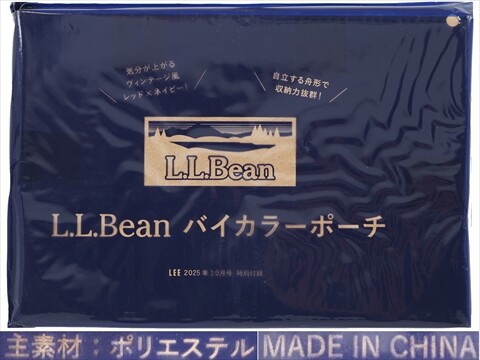 気分が上がる
ヴィンテージ風
レッド×ネイビー!
自立する舟形で
収納力抜群!
L.L.Bean
L.L.Bean バイカラーポーチ
LEE 2025年10月号 特別付録
主素材：ポリエステル
MADE IN CHINA